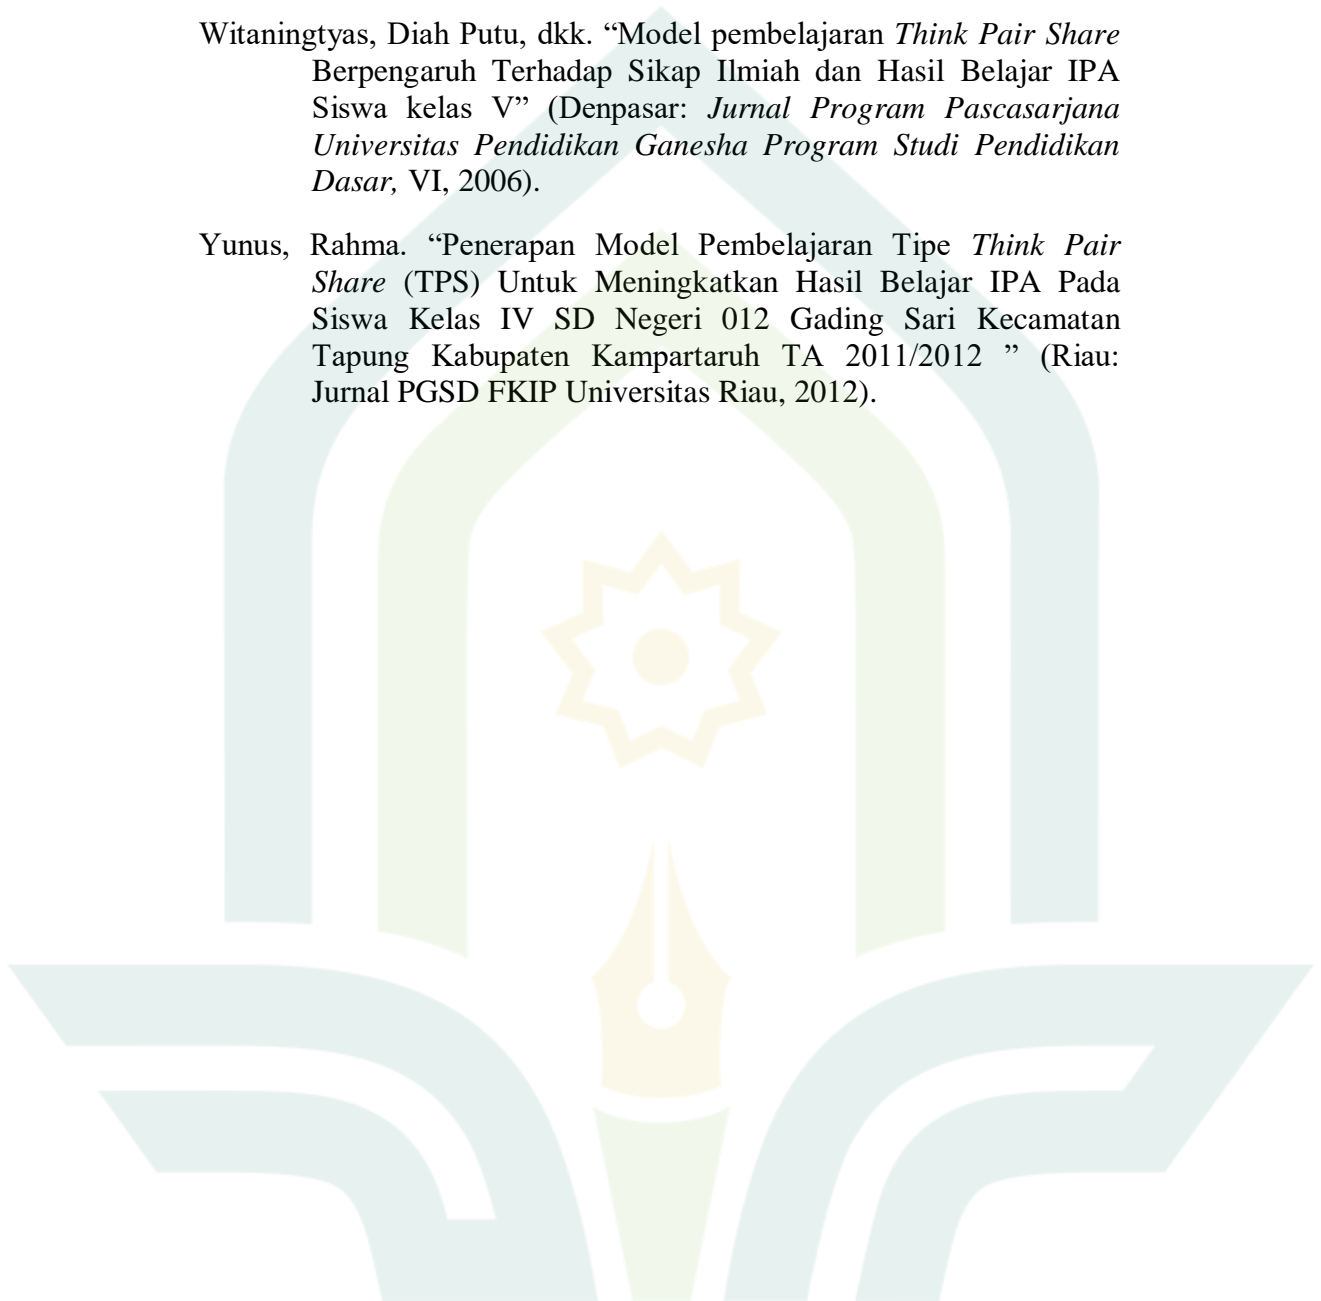 Witaningtyas, Diah Putu, dkk. “Model pembelajaran Think Pair Share
Berpengaruh Terhadap Sikap Ilmiah dan Hasil Belajar IPA
Siswa kelas V” (Denpasar: Jurnal Program Pascasarjana
Universitas Pendidikan Ganesha Program Studi Pendidikan
Dasar, VI, 2006).
Yunus, Rahma. “Penerapan Model Pembelajaran Tipe Think Pair
Share (TPS) Untuk Meningkatkan Hasil Belajar IPA Pada
Siswa Kelas IV SD Negeri 012 Gading Sari Kecamatan
Tapung Kabupaten Kampartaruh TA 2011/2012 ” (Riau:
Jurnal PGSD FKIP Universitas Riau, 2012).